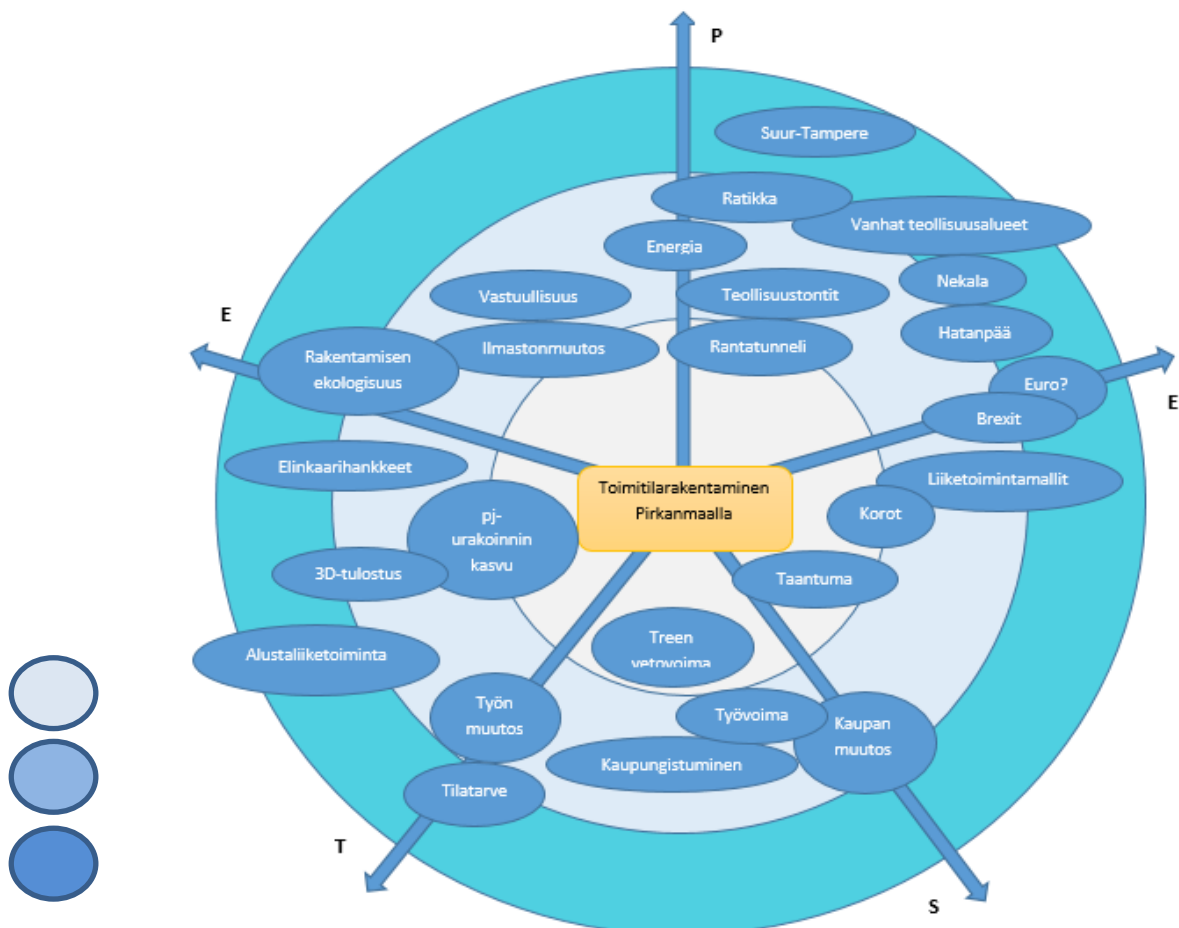 P
Suur-Tampere
Ratikka
Vanhat teollisuusalueet
Energia
Nekala
Vastuullisuus
Teollisuustontit
E
Hatanpää
Ilmastonmuutos
Rantatunneli
Rakentamisen
ekologisuus
Euro?
E
Brexit
Elinkaarihankkeet
Liiketoimintamallit
Toimitilarakentaminen
Pirkanmaalla
Korot
pj-
urakoinnin
kasvu
3D-tulostus
Taantuma
Treen
vetovoima
Alustaliiketoiminta
Työn
muutos
Työvoima
Kaupan
muutos
Kaupungistuminen
Tilatarve
T
S